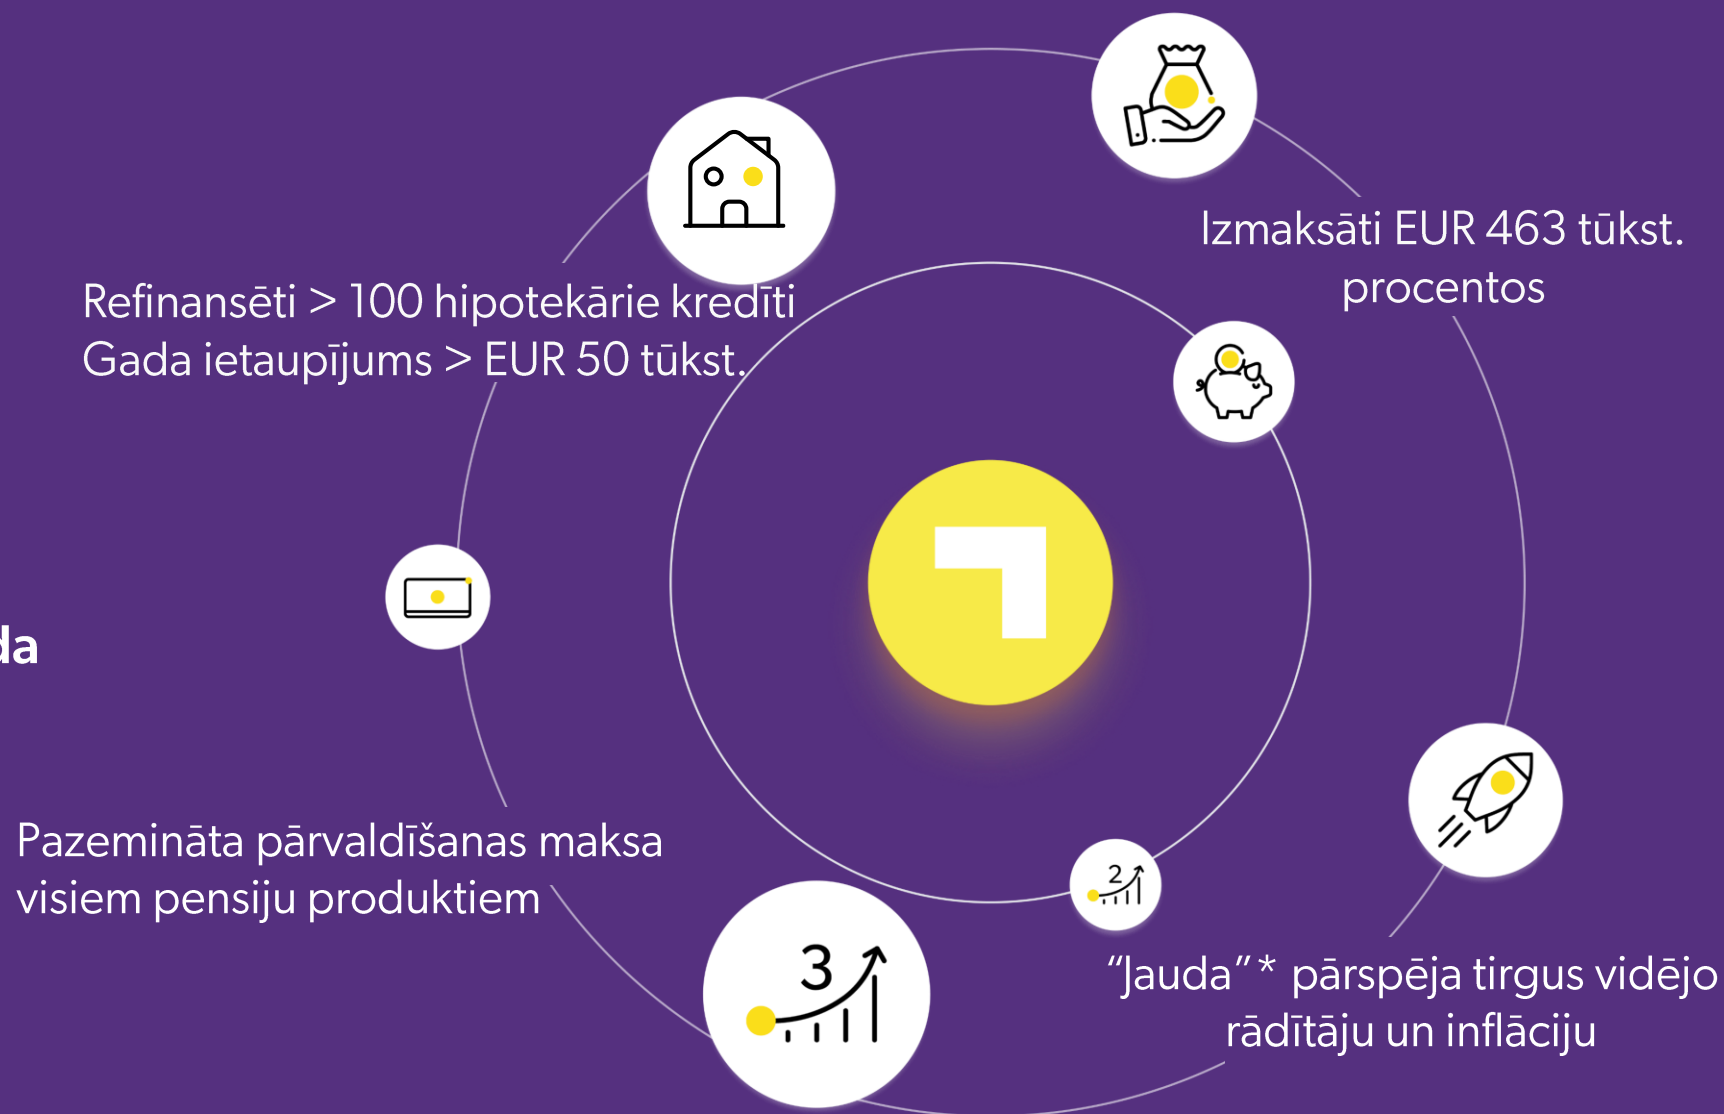 Izmaksāti EUR 463 tūkst.
procentos
Refinansēti > 100 hipotekārie kredīti
Gada ietaupījums > EUR 50 tūkst.
da
Pazemināta pārvaldīšanas maksa
visiem pensiju produktiem
3
2
“Jauda”* pārspēja tirgus vidējo
rādītāju un inflāciju